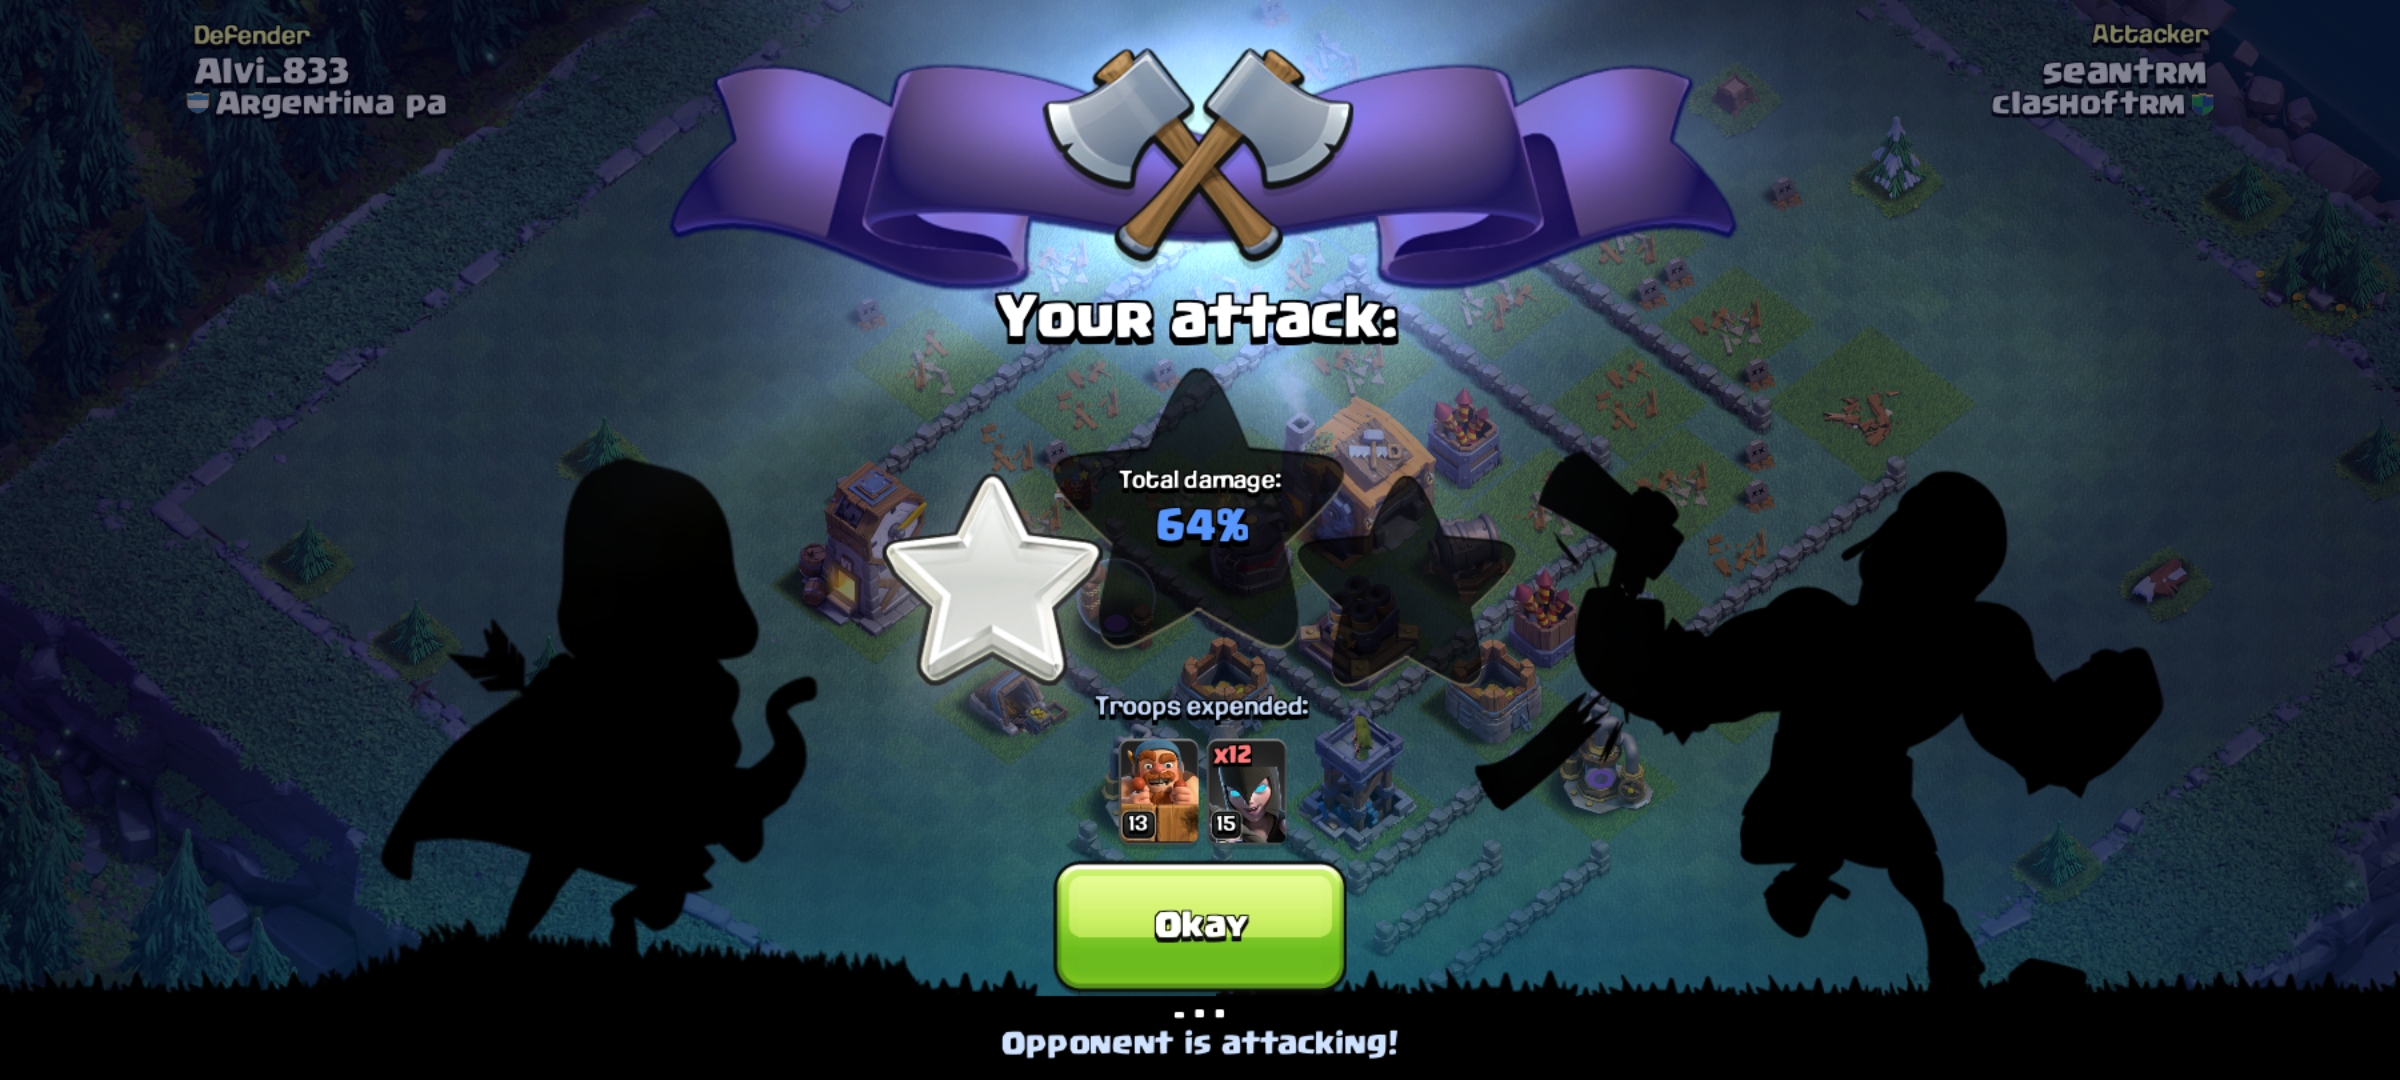 Defender
Alvi_833
Argentina pa
Attacker
seantrm
clashoftrm
Your attack:
Total damage:
64%
Troops expended:
x12
13
15
Okay
...
Opponent is attacking!